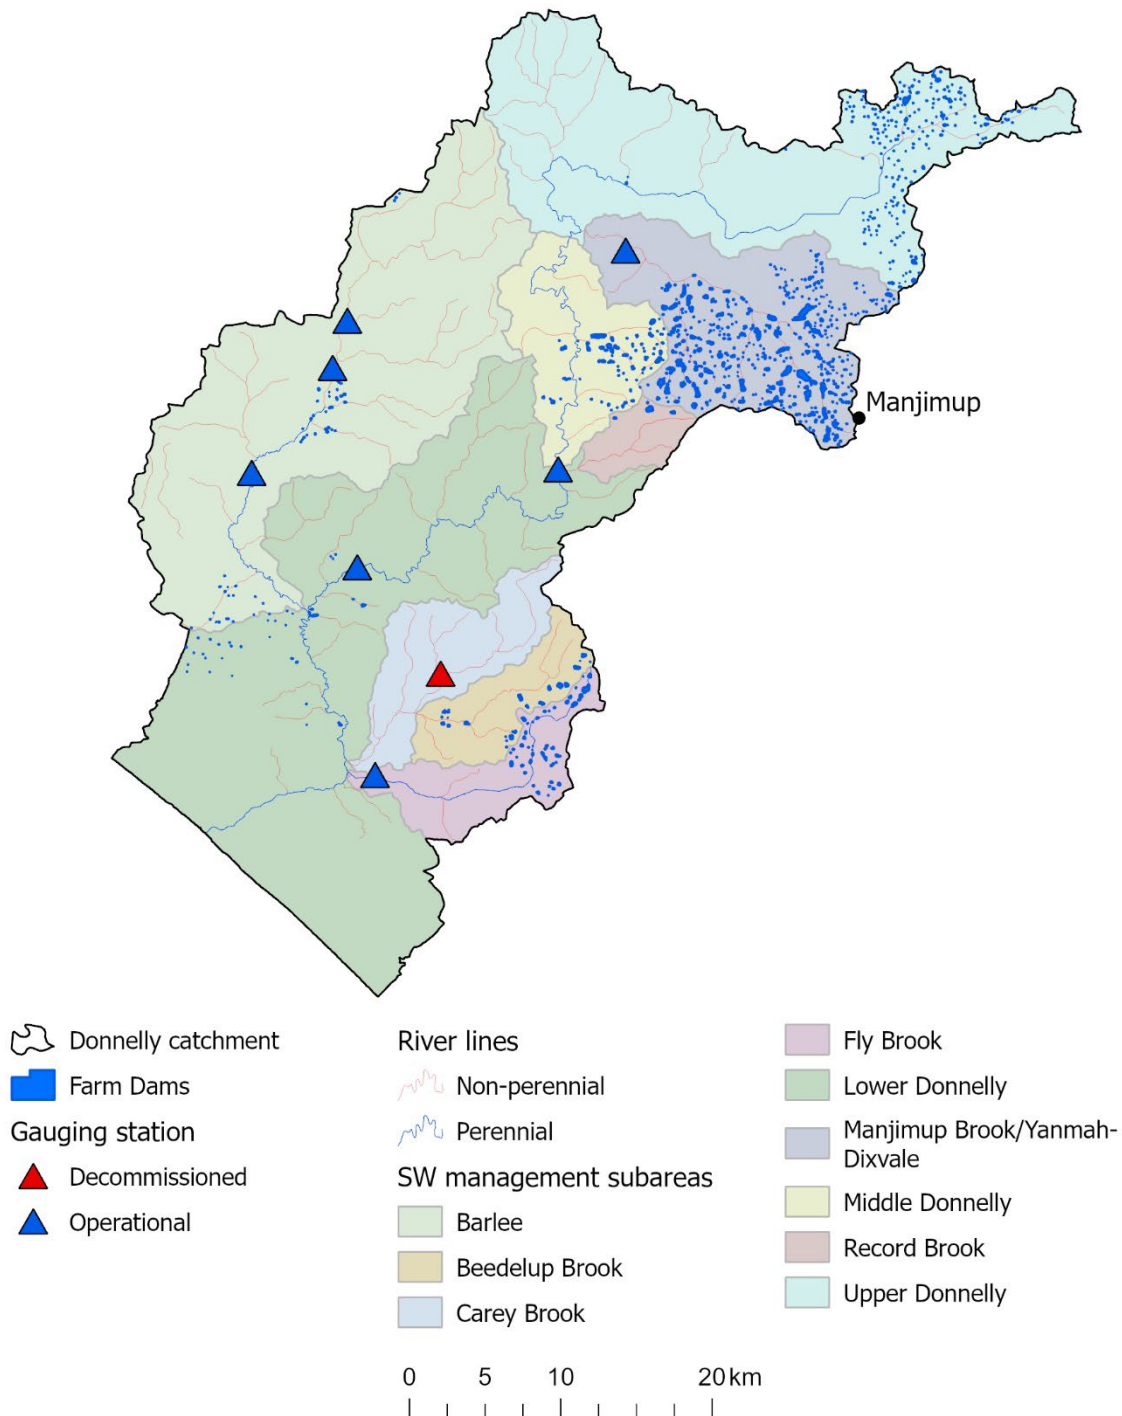 Manjimup
Donnelly catchment
Farm Dams
Gauging station
Decommissioned
Operational
River lines
Non-perennial
Perennial
SW management subareas
Barlee
Beedelup Brook
Carey Brook
Fly Brook
Lower Donnelly
Manjimup Brook/Yanmah-
Dixvale
Middle Donnelly
Record Brook
Upper Donnelly
0 5 10 20 km